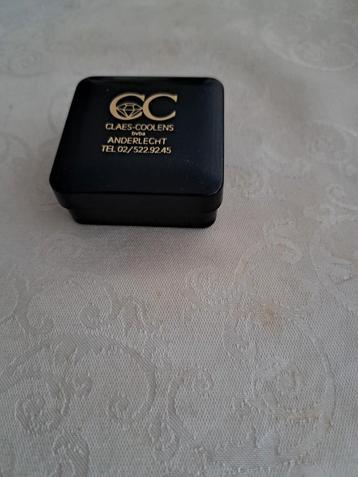 CC
CLAES-COOLENS
bvba
ANDERLECHT
TEL 02/522.92.45